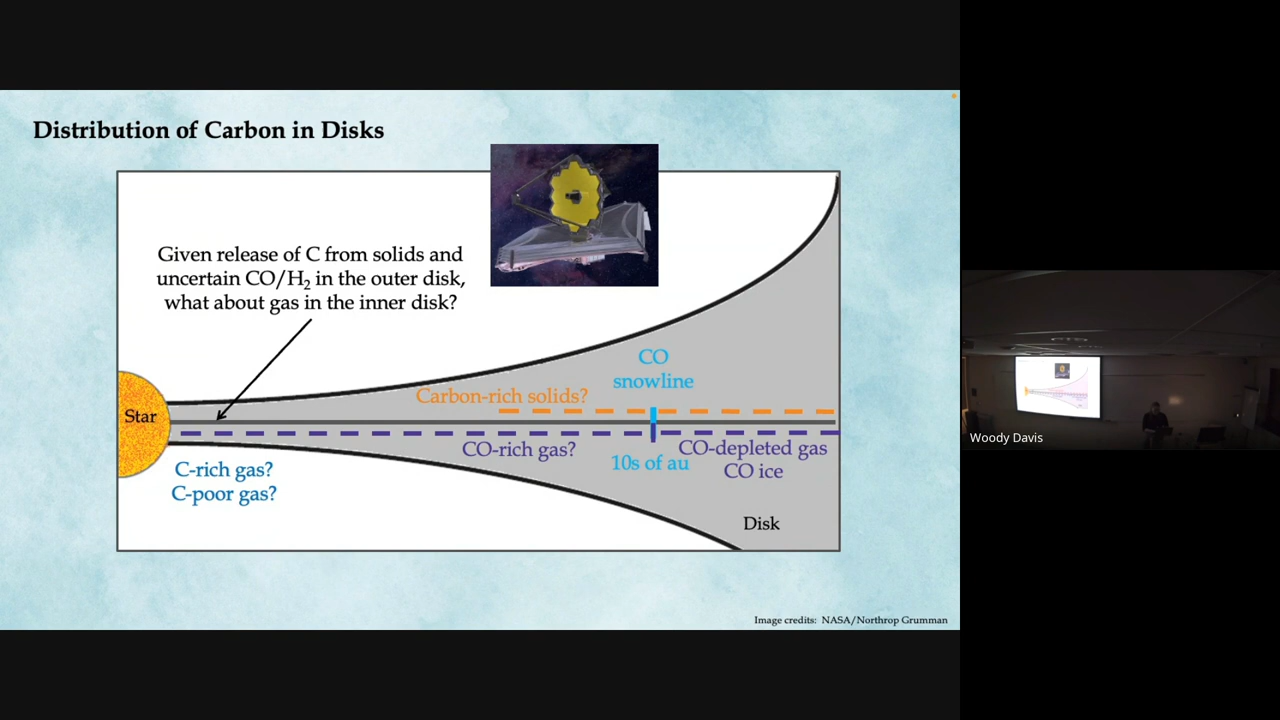 Distribution of Carbon in Disks
Given release of C from solids and
uncertain CO/H₂ in the outer disk,
what about gas in the inner disk?
CO
snowline
Carbon-rich solids?
Star
CO-rich gas?
10s of au
CO-depleted gas
CO ice
C-rich gas?
C-poor gas?
Disk
Image credits: NASA/Northrop Grumman
Woody Davis